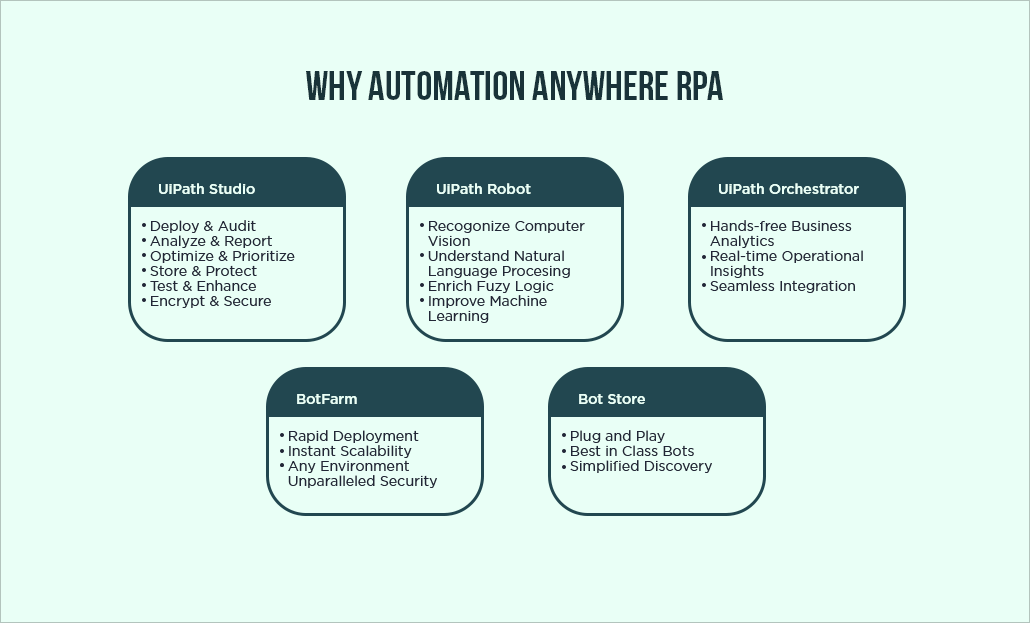 WHY AUTOMATION ANYWHERE RPA
UIPath Studio
• Deploy & Audit
• Analyze & Report
• Optimize & Prioritize
• Store & Protect
• Test & Enhance
• Encrypt & Secure
UIPath Robot
• Recogonize Computer
Vision
• Understand Natural
Language Procesing
• Enrich Fuzy Logic
• Improve Machine
Learning
UIPath Orchestrator
• Hands-free Business
Analytics
• Real-time Operational
Insights
• Seamless Integration
BotFarm
• Rapid Deployment
• Instant Scalability
• Any Environment
Unparalleled Security
Bot Store
• Plug and Play
• Best in Class Bots
• Simplified Discovery